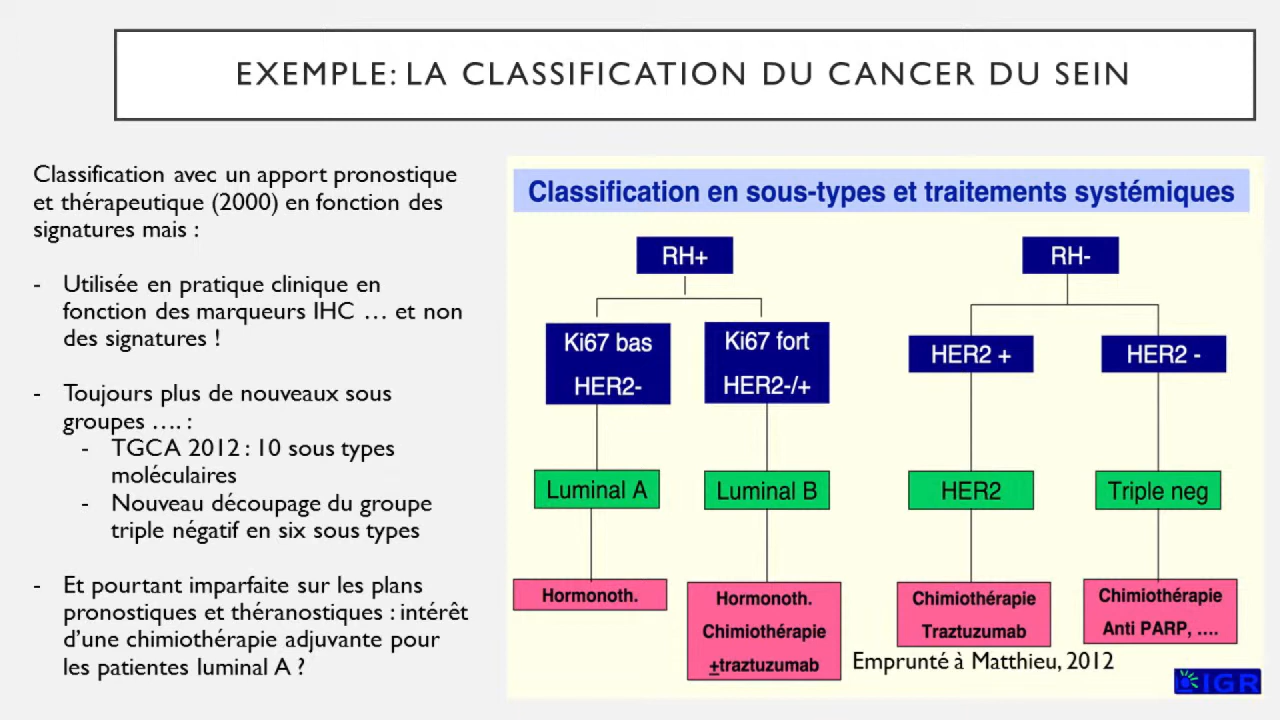 EXEMPLE: LA CLASSIFICATION DU CANCER DU SEIN
Classification avec un apport pronostique
et thérapeutique (2000) en fonction des
signatures mais :
- Utilisée en pratique clinique en
fonction des marqueurs IHC … et non
des signatures !
- Toujours plus de nouveaux sous
groupes …. :
- TGCA 2012 : 10 sous types
moléculaires
- Nouveau découpage du groupe
triple négatif en six sous types
- Et pourtant imparfaite sur les plans
pronostiques et théranostiques : intérêt
d’une chimiothérapie adjuvante pour
les patientes luminal A ?
Classification en sous-types et traitements systémiques
RH+
RH-
Ki67 bas
HER2-
Ki67 fort
HER2-/+
HER2 +
HER2 -
Luminal A
Luminal B
HER2
Triple neg
Hormonoth.
Hormonoth.
Chimiothérapie
±traztuzumab
Chimiothérapie
Traztuzumab
Chimiothérapie
Anti PARP, ….
Emprunté à Matthieu, 2012
IGR